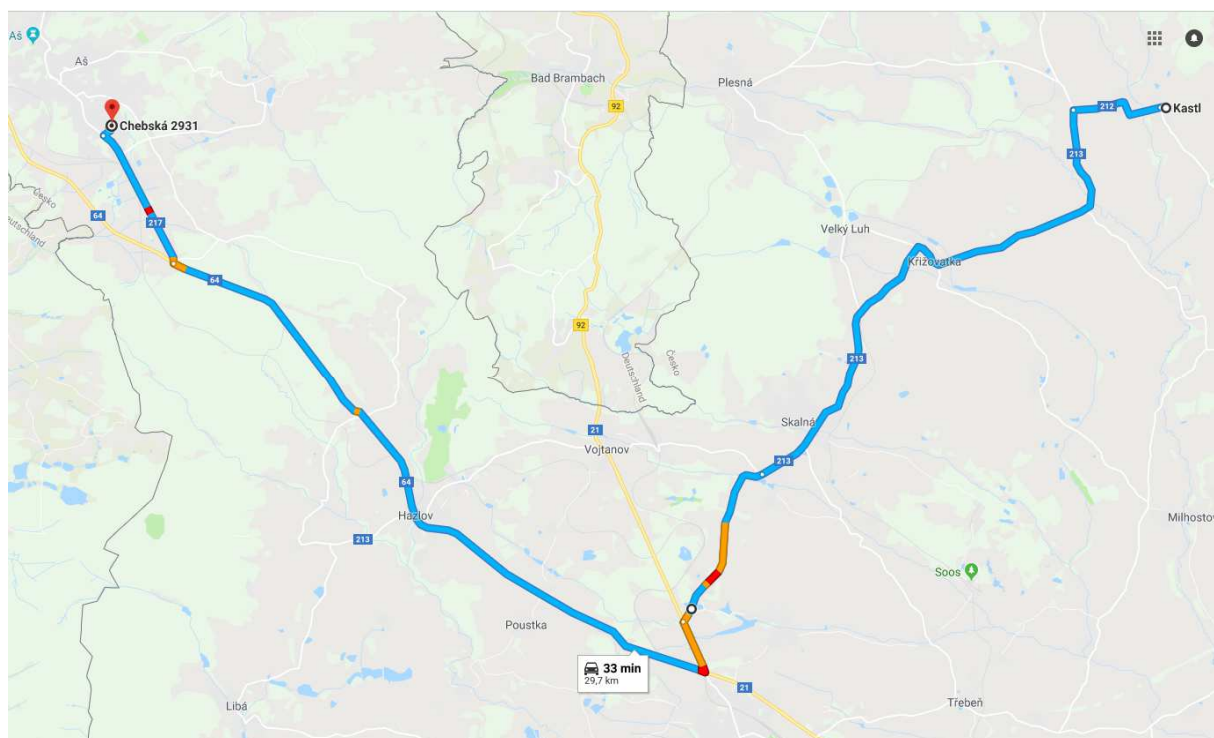 Aš
Aš
Bad Brambach
Plesná
92
212
Kastl
Chebská 2931
213
Česko
Deutschland
64
217
Velký Luh
Křižovatka
64
92
Deutschland
Česko
213
Skalná
21
Vojtanov
213
64
Hazlov
213
Milhostov
Soos
Poustka
33 min
29,7 km
21
Libá
Třebeň